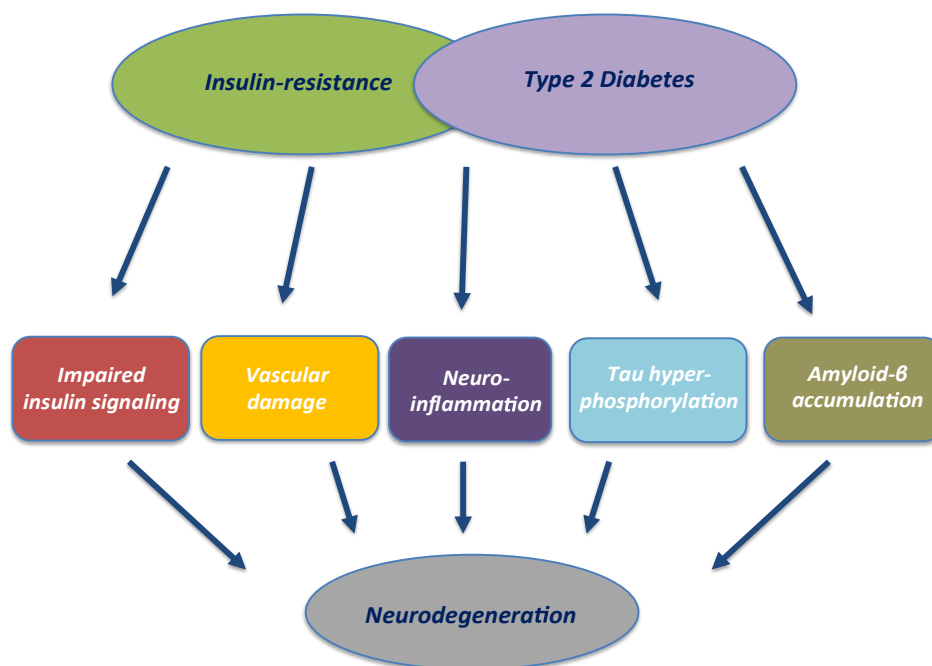 Insulin-resistance
Type 2 Diabetes
Impaired
insulin signaling
Vascular
damage
Neuro-
inflammation
Tau hyper-
phosphorylation
Amyloid-β
accumulation
Neurodegeneration